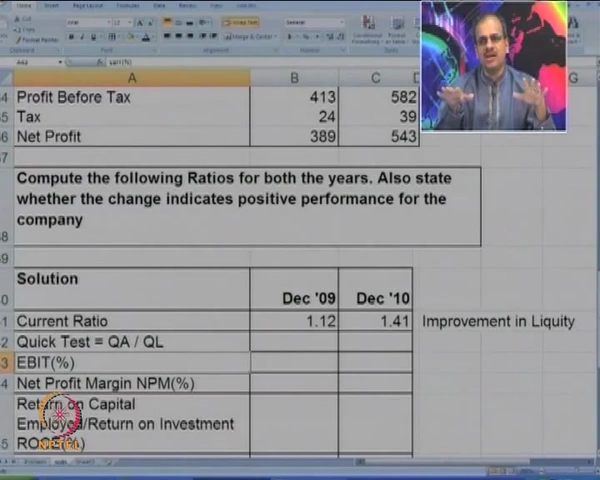 A B C G
Profit Before Tax 413 582
Tax 24 39
Net Profit 389 543
Compute the following Ratios for both the years. Also state
whether the change indicates positive performance for the
company
Solution
Dec '09 Dec '10
Current Ratio 1.12 1.41 Improvement in Liquity
Quick Test = QA / QL
EBIT(%)
Net Profit Margin NPM(%)
Return on Capital
Employed/Return on Investment
ROCE(%)
NPTEL